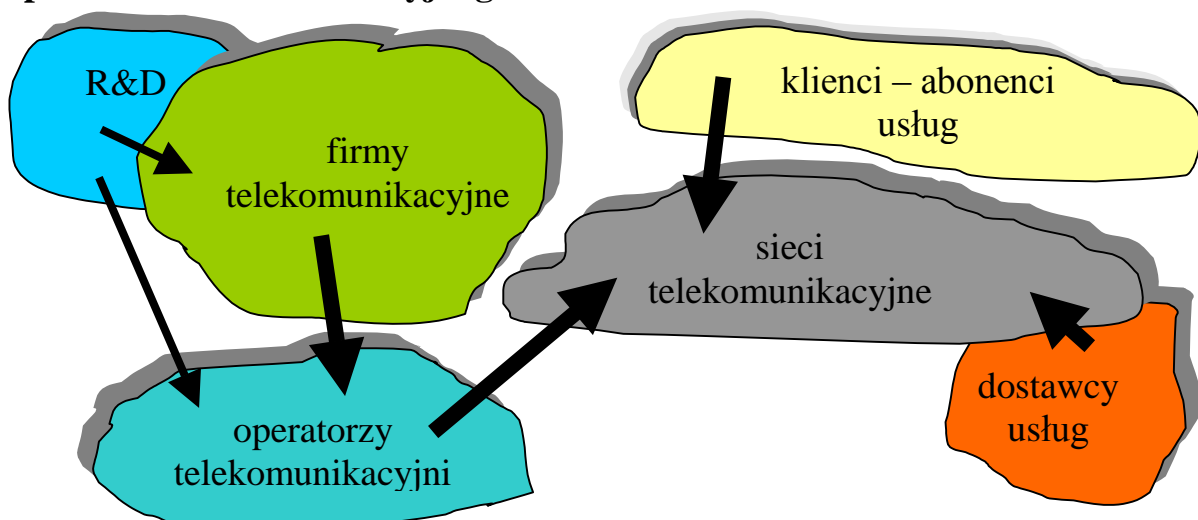 R&D
firmy
telekomunikacyjne
klienci – abonenci
usług
sieci
telekomunikacyjne
operatorzy
telekomunikacyjni
dostawcy
usług